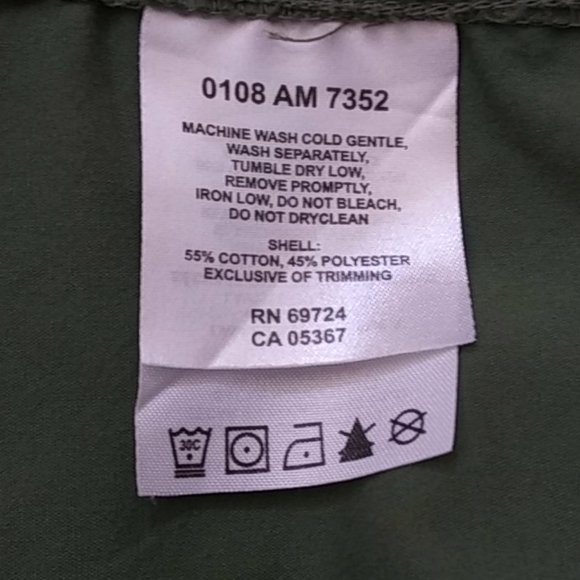 0108 AM 7352
MACHINE WASH COLD GENTLE,
WASH SEPARATELY,
TUMBLE DRY LOW,
REMOVE PROMPTLY,
IRON LOW, DO NOT BLEACH,
DO NOT DRYCLEAN
SHELL:
55% COTTON, 45% POLYESTER
EXCLUSIVE OF TRIMMING
RN 69724
CA 05367
30C